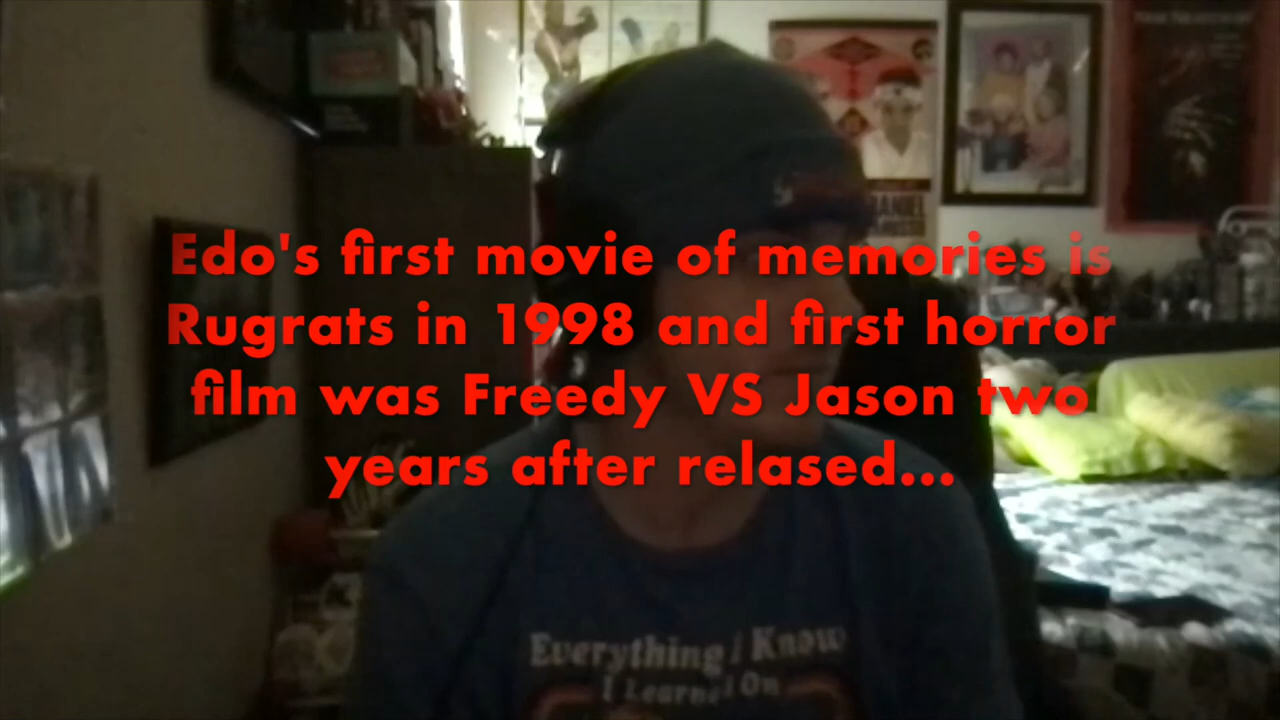 Edo's first movie of memories is
Rugrats in 1998 and first horror
film was Freedy VS Jason two
years after relased...
Everything I Know
I Learned On